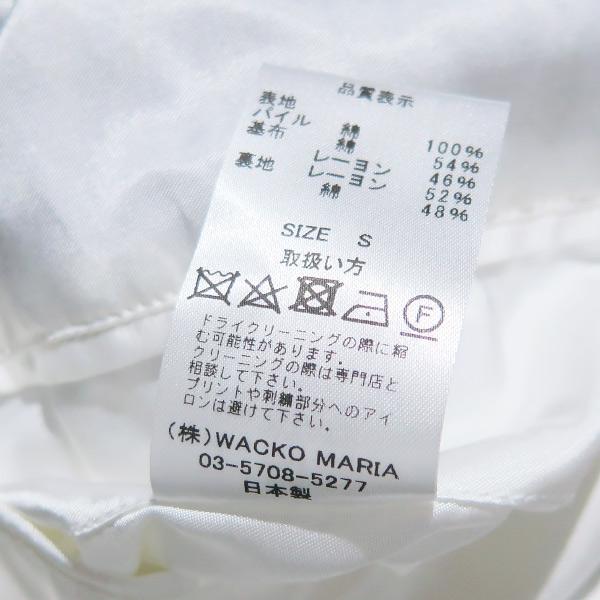 品質表示
表地
パイル 綿 100%
基布 綿 54%
レーヨン 46%
裏地 レーヨン 52%
綿 48%
SIZE S
取扱い方
F
ドライクリーニングの際に縮
む可能性があります。
クリーニングの際は専門店と
相談して下さい。
プリントや刺繍部分へのアイ
ロンは避けて下さい。
(株)WACKO MARIA
03-5708-5277
日本製